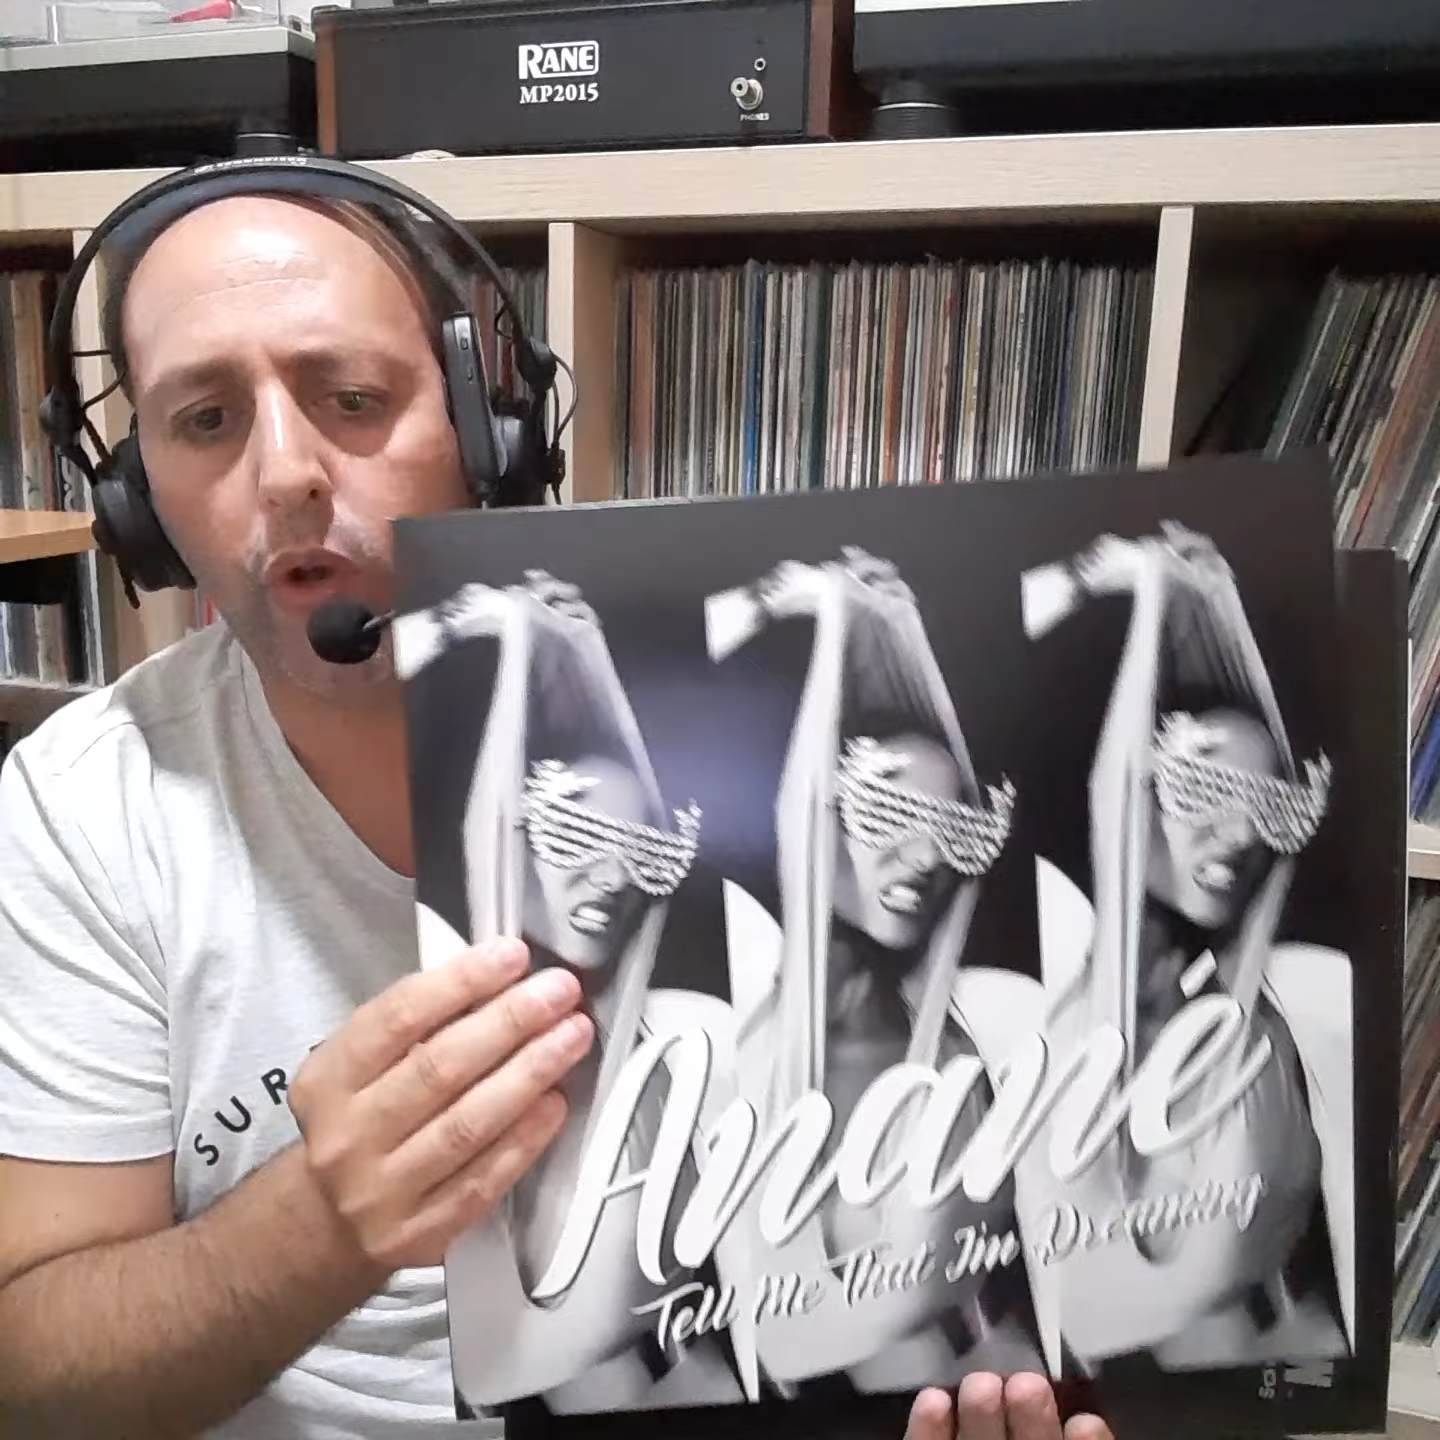 RANE
MP2015
PHONES
SUR
Anané
Tell Me That I'm Dreaming